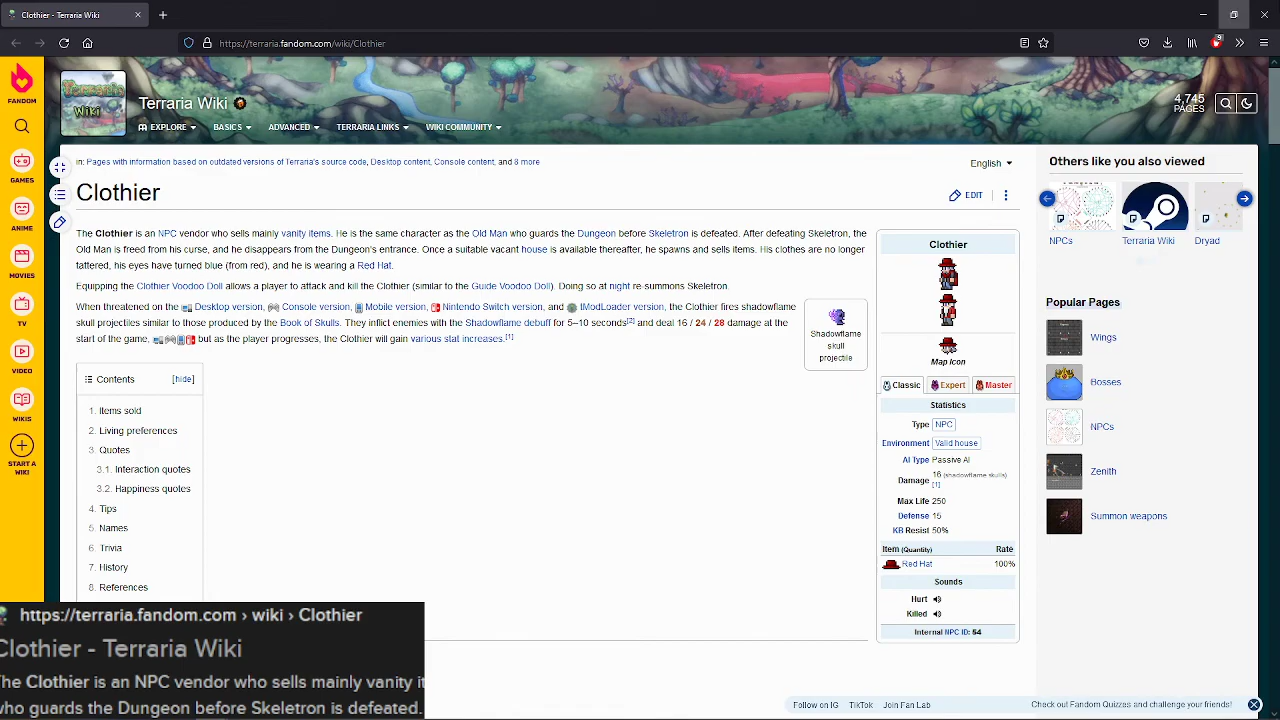 Clothier - Terraria Wiki
https://terraria.fandom.com/wiki/Clothier
9
FANDOM
GAMES
ANIME
MOVIES
TV
VIDEO
WIKIS
START A
WIKI
Terraria
Wiki
Terraria Wiki
EXPLORE
BASICS
ADVANCED
TERRARIA LINKS
WIKI COMMUNITY
4,745
PAGES
in: Pages with information based on outdated versions of Terraria's source code, Desktop content, Console content, and 8 more
English
Clothier
EDIT
The Clothier is an NPC vendor who sells mainly vanity items. He is the same character as the Old Man who guards the Dungeon before Skeletron is defeated. After defeating Skeletron, the
Old Man is freed from his curse, and he disappears from the Dungeon's entrance. Once a suitable vacant house is available thereafter, he spawns and sells items. His clothes are no longer
tattered, his eyes have turned blue (from red), and he is wearing a Red Hat.
Equipping the Clothier Voodoo Doll allows a player to attack and kill the Clothier (similar to the Guide Voodoo Doll). Doing so at night re-summons Skeletron.
When threatened on the Desktop version, Console version, Mobile version, Nintendo Switch version, and tModLoader version, the Clothier fires shadowflame
skull projectiles similar to those produced by the Book of Skulls. They inflict enemies with the Shadowflame debuff for 5–10 seconds[2] and deal 16 / 24 / 28 damage at the
start of the game, but as the player progresses, the Clothier will gain various stat increases.[1]
Shadowflame
skull
projectile
Contents [hide]
1. Items sold
2. Living preferences
3. Quotes
3.1. Interaction quotes
3.2. Happiness quotes
4. Tips
5. Names
6. Trivia
7. History
8. References
Clothier
Map Icon
Classic Expert Master
Statistics
Type NPC
Environment Valid house
AI Type Passive AI
Damage 16 (shadowflame skulls)
[1]
Max Life 250
Defense 15
KB Resist 50%
Item (Quantity) Rate
Red Hat 100%
Sounds
Hurt
Killed
Internal NPC ID: 54
Others like you also viewed
NPCs
Terraria Wiki
Dryad
Popular Pages
Wings
Bosses
NPCs
Zenith
Summon weapons
https://terraria.fandom.com › wiki › Clothier
Clothier - Terraria Wiki
The Clothier is an NPC vendor who sells mainly vanity it
who guards the Dungeon before Skeletron is defeated.
Follow on IG TikTok Join Fan Lab
Check out Fandom Quizzes and challenge your friends!